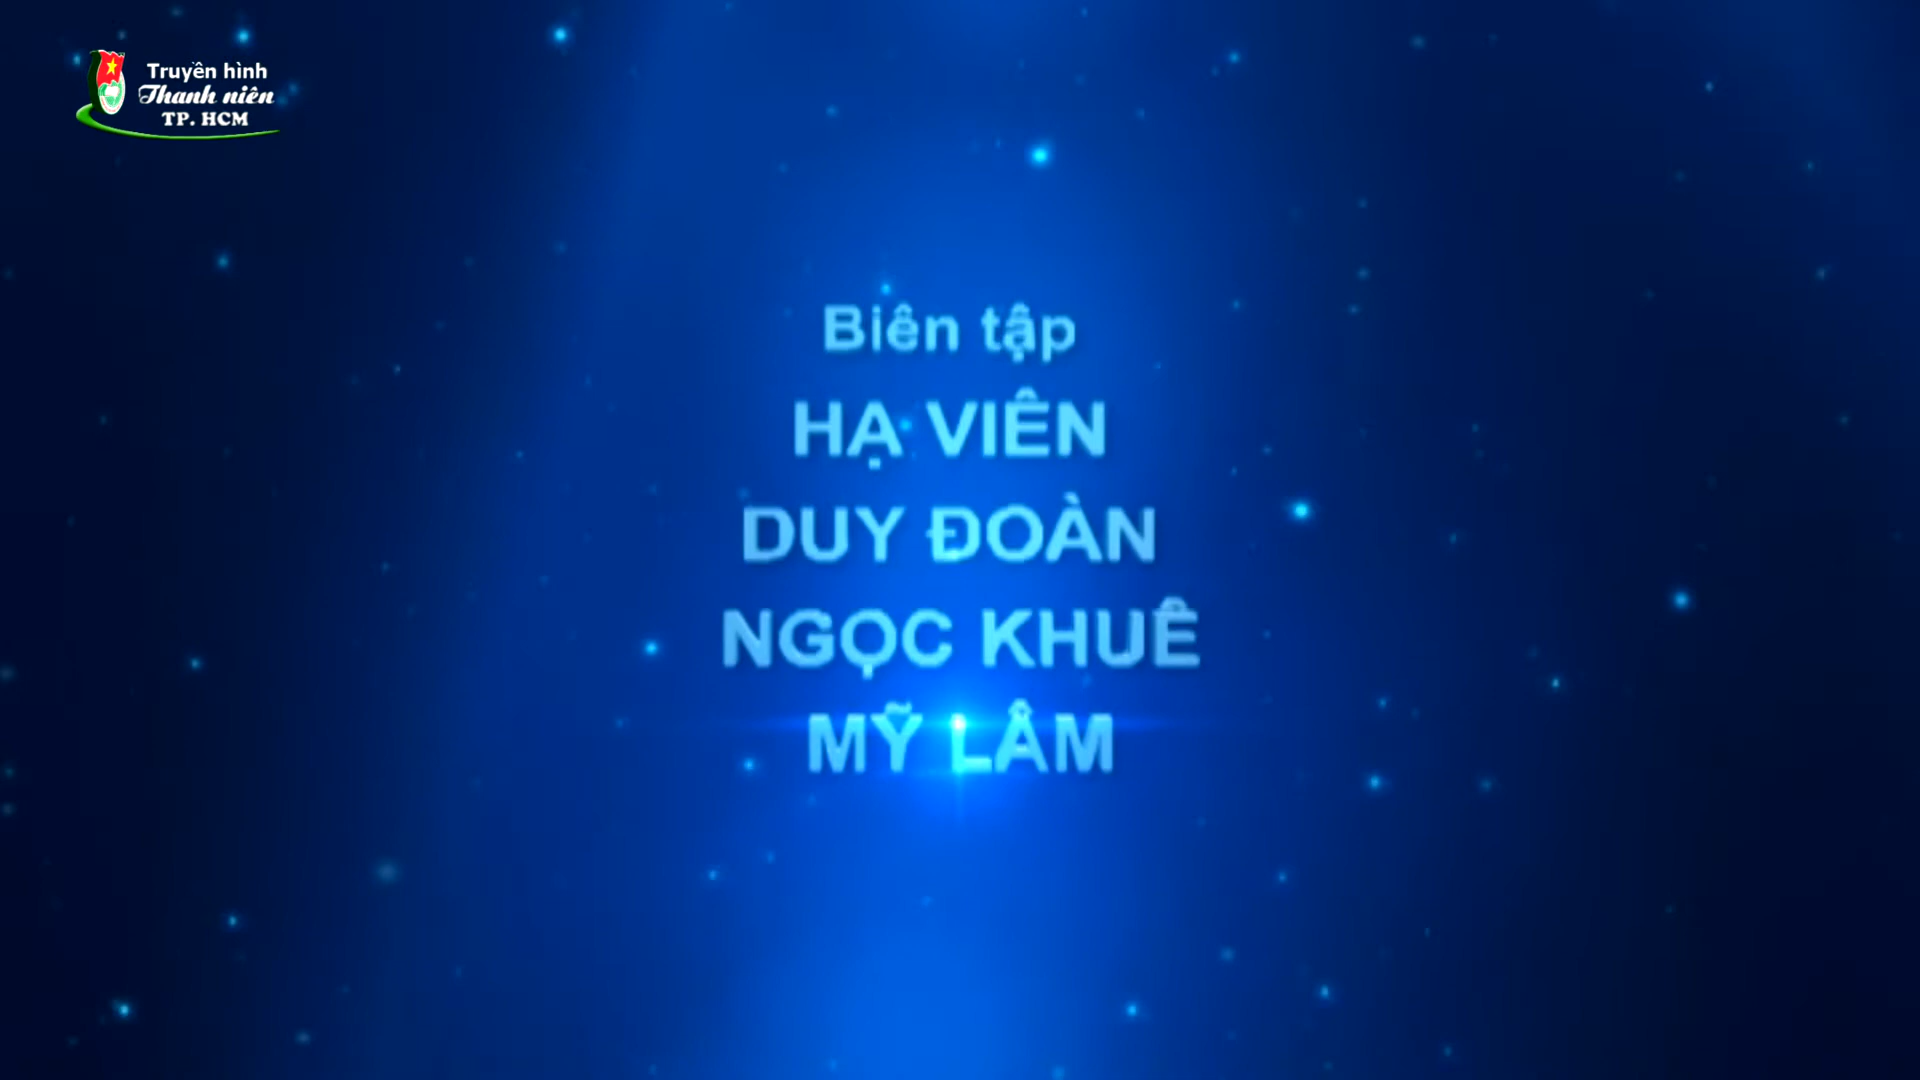 Truyền hình
Thanh niên
TP. HCM
Biên tập
HẠ VIÊN
DUY ĐOÀN
NGỌC KHUÊ
MỸ LÂM